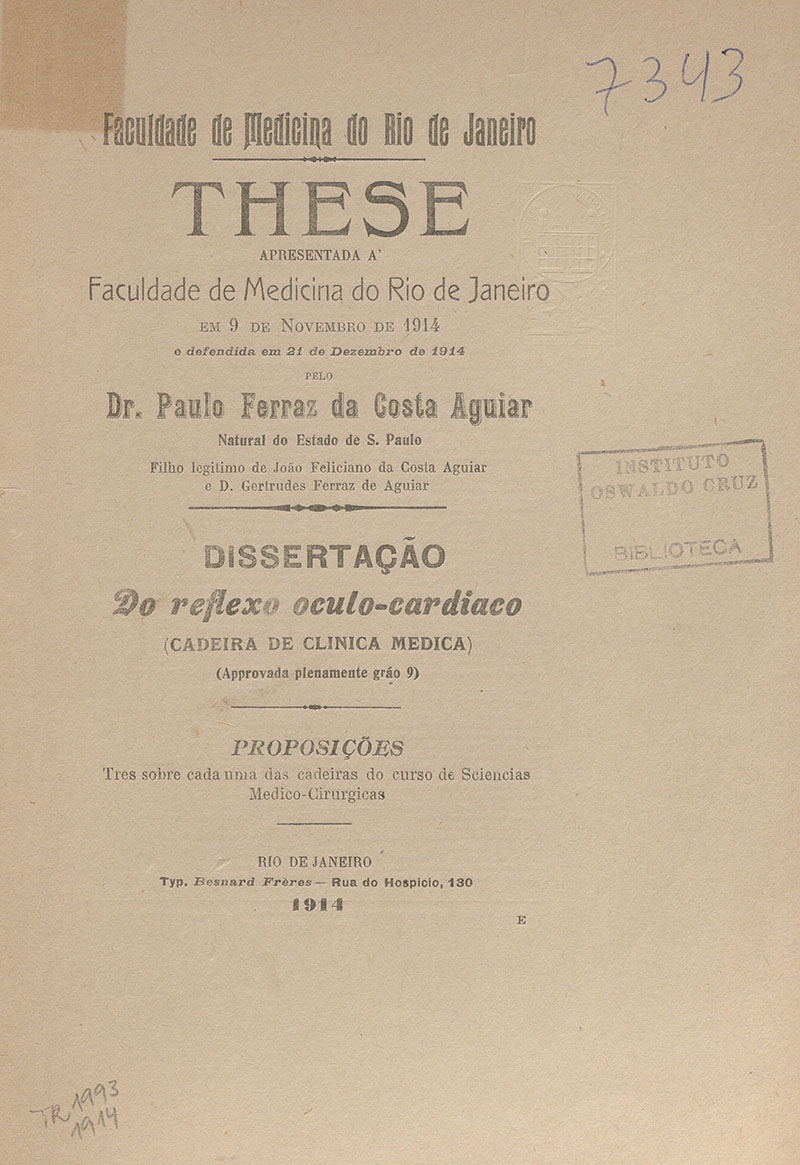 7343
Faculdade de Medicina do Rio de Janeiro
THESE
APRESENTADA A'
Faculdade de Medicina do Rio de Janeiro
EM 9 DE NOVEMBRO DE 1914
e defendida em 21 de Dezembro de 1914
PELO
Dr. Paulo Ferraz da Costa Aguiar
Natural do Estado de S. Paulo
Filho legitimo de João Feliciano da Costa Aguiar
e D. Gertrudes Ferraz de Aguiar
INSTITUTO
OSWALDO CRUZ
BIBLIOTECA
DISSERTAÇÃO
Do reflexo oculo-cardiaco
(CADEIRA DE CLINICA MEDICA)
(Approvada plenamente gráo 9)
PROPOSIÇÕES
Tres sobre cada uma das cadeiras do curso de Sciencias
Medico-Cirurgicas
RIO DE JANEIRO
Typ. Besnard Frères — Rua do Hospicio, 130
1914
E
TR 1993
1914